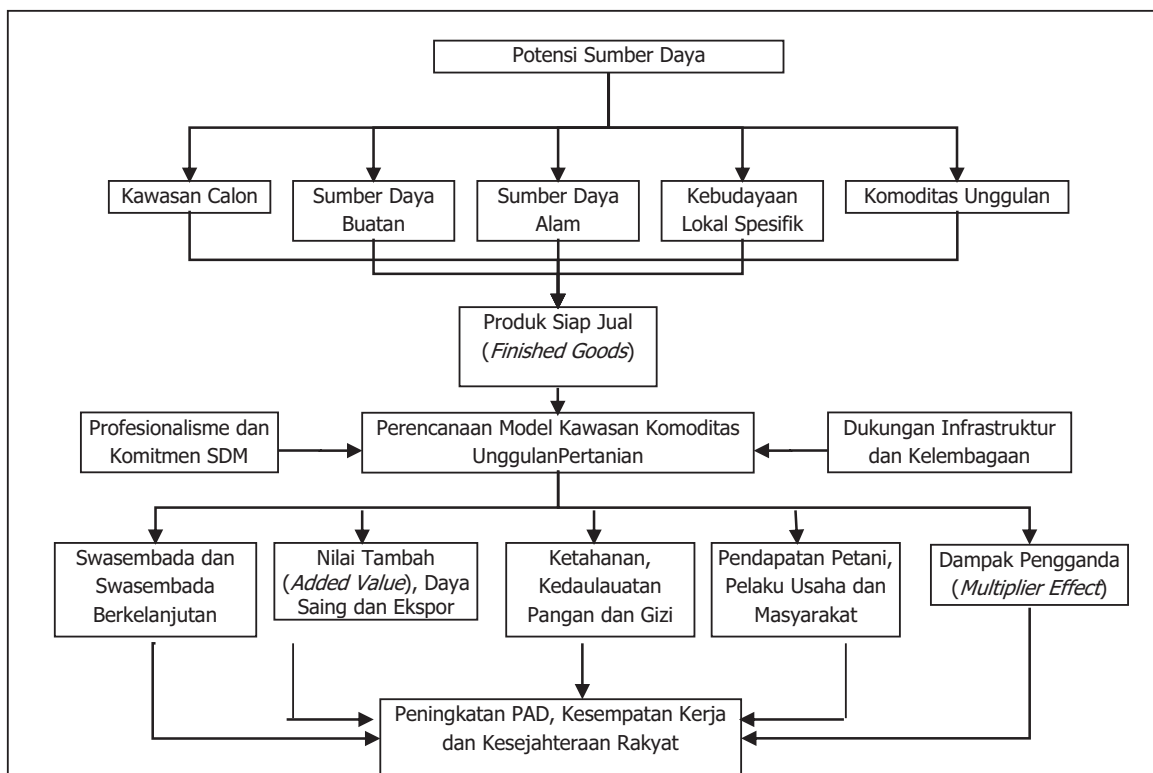 Potensi Sumber Daya
Kawasan Calon
Sumber Daya
Buatan
Sumber Daya
Alam
Kebudayaan
Lokal Spesifik
Komoditas Unggulan
Produk Siap Jual
(Finished Goods)
Profesionalisme dan
Komitmen SDM
Perencanaan Model Kawasan Komoditas
UnggulanPertanian
Dukungan Infrastruktur
dan Kelembagaan
Swasembada dan
Swasembada
Berkelanjutan
Nilai Tambah
(Added Value), Daya
Saing dan Ekspor
Ketahanan,
Kedaulauatan
Pangan dan Gizi
Pendapatan Petani,
Pelaku Usaha dan
Masyarakat
Dampak Pengganda
(Multiplier Effect)
Peningkatan PAD, Kesempatan Kerja
dan Kesejahteraan Rakyat